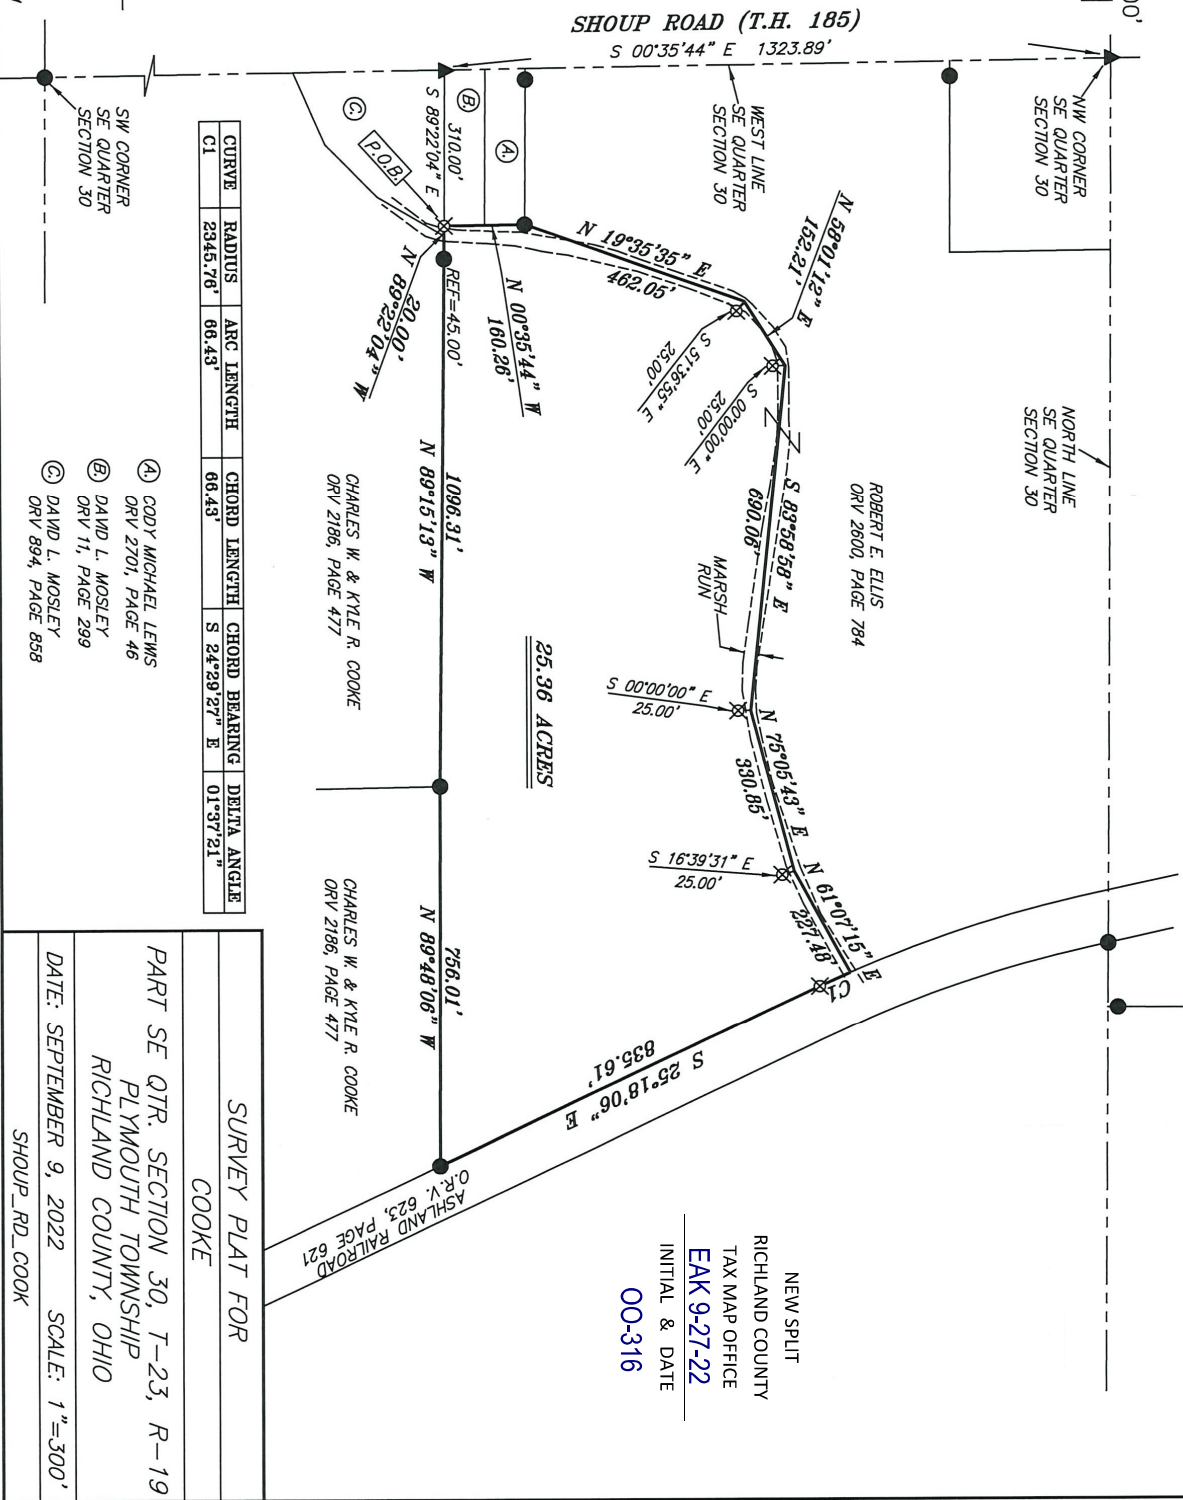 00'
SHOUP ROAD (T.H. 185)
S 00°35'44" E 1323.89'
NW CORNER
SE QUARTER
SECTION 30
WEST LINE
SE QUARTER
SECTION 30
SW CORNER
SE QUARTER
SECTION 30
NORTH LINE
SE QUARTER
SECTION 30
A.
B.
C.
310.00'
S 89°22'04" E
P.O.B.
REF=45.00'
20.00'
N 89°22'04" W
N 00°35'44" W
160.26'
N 19°35'35" E
462.05'
N 58°01'12" E
152.21'
S 51°36'55" E
25.00'
S 00°00'00" E
25.00'
S 83°58'58" E
690.06'
MARSH
RUN
ROBERT E. ELLIS
ORV 2600, PAGE 784
S 00°00'00" E
25.00'
N 75°05'43" E
330.85'
S 16°39'31" E
25.00'
N 61°07'15" E
227.48'
C1
S 25°18'06" E
835.61'
25.36 ACRES
1096.31'
N 89°15'13" W
756.01'
N 89°48'06" W
CHARLES W. & KYLE R. COOKE
ORV 2186, PAGE 477
CHARLES W. & KYLE R. COOKE
ORV 2186, PAGE 477
ASHLAND RAILROAD
O.R.V. 623, PAGE 621
CURVE RADIUS ARC LENGTH CHORD LENGTH CHORD BEARING DELTA ANGLE
C1 2345.76' 66.43' 66.43' S 24°29'27" E 01°37'21"
A. CODY MICHAEL LEWIS
ORV 2701, PAGE 46
B. DAVID L. MOSLEY
ORV 11, PAGE 299
C. DAVID L. MOSLEY
ORV 894, PAGE 858
NEW SPLIT
RICHLAND COUNTY
TAX MAP OFFICE
EAK 9-27-22
INITIAL & DATE
OO-316
SURVEY PLAT FOR
COOKE
PART SE QTR. SECTION 30, T-23, R-19
PLYMOUTH TOWNSHIP
RICHLAND COUNTY, OHIO
DATE: SEPTEMBER 9, 2022 SCALE: 1"=300'
SHOUP_RD_COOK